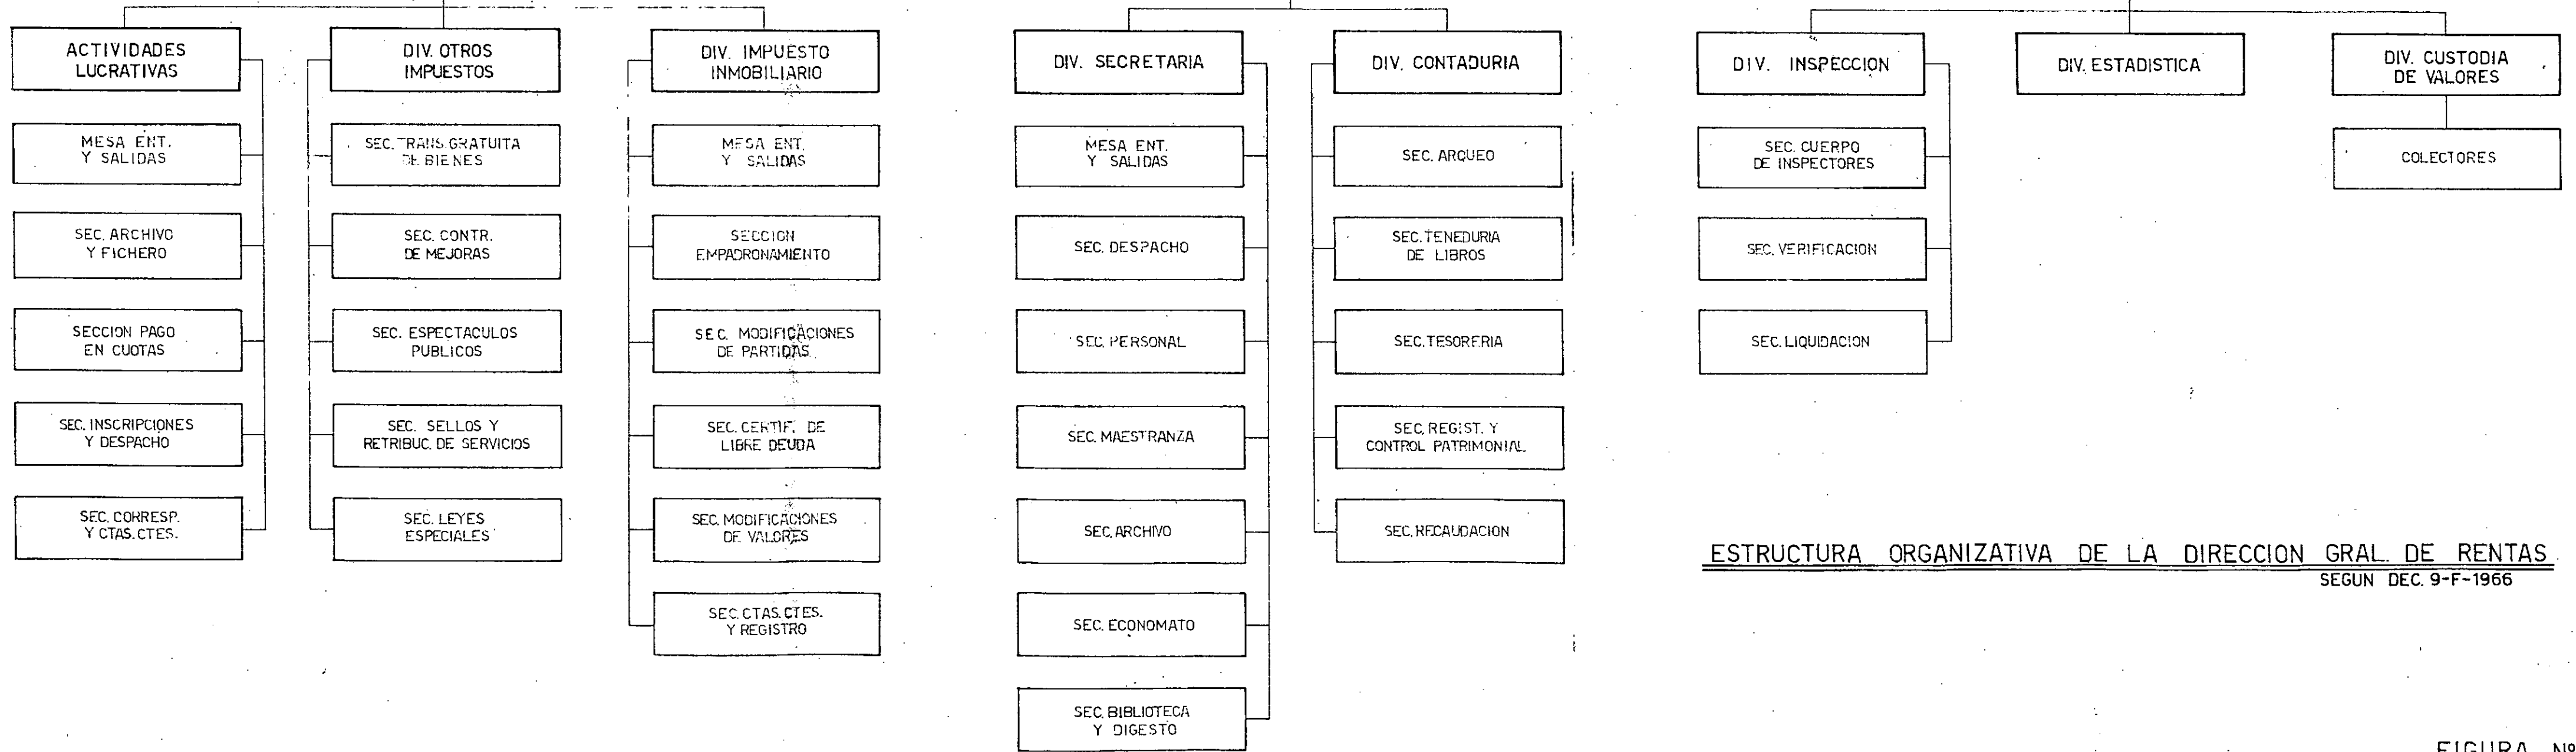 ACTIVIDADES
LUCRATIVAS
MESA ENT.
Y SALIDAS
SEC. ARCHIVO
Y FICHERO
SECCION PAGO
EN CUOTAS
SEC. INSCRIPCIONES
Y DESPACHO
SEC. CORRESP.
Y CTAS. CTES.
DIV. OTROS
IMPUESTOS
SEC. TRANS. GRATUITA
DE BIENES
SEC. CONTR.
DE MEJORAS
SEC. ESPECTACULOS
PUBLICOS
SEC. SELLOS Y
RETRIBUC. DE SERVICIOS
SEC. LEYES
ESPECIALES
DIV. IMPUESTO
INMOBILIARIO
MESA ENT.
Y SALIDAS
SECCION
EMPADRONAMIENTO
SEC. MODIFICACIONES
DE PARTIDAS
SEC. CERTIF. DE
LIBRE DEUDA
SEC. MODIFICACIONES
DE VALORES
SEC. CTAS. CTES.
Y REGISTRO
DIV. SECRETARIA
MESA ENT.
Y SALIDAS
SEC. DESPACHO
SEC. PERSONAL
SEC. MAESTRANZA
SEC. ARCHIVO
SEC. ECONOMATO
SEC. BIBLIOTECA
Y DIGESTO
DIV. CONTADURIA
SEC. ARQUEO
SEC. TENEDURIA
DE LIBROS
SEC. TESORERIA
SEC. REGIST. Y
CONTROL PATRIMONIAL
SEC. RECAUDACION
DIV. INSPECCION
SEC. CUERPO
DE INSPECTORES
SEC. VERIFICACION
SEC. LIQUIDACION
DIV. ESTADISTICA
DIV. CUSTODIA
DE VALORES
COLECTORES
ESTRUCTURA ORGANIZATIVA DE LA DIRECCION GRAL. DE RENTAS
SEGUN DEC. 9-F-1966
FIGURA Nº